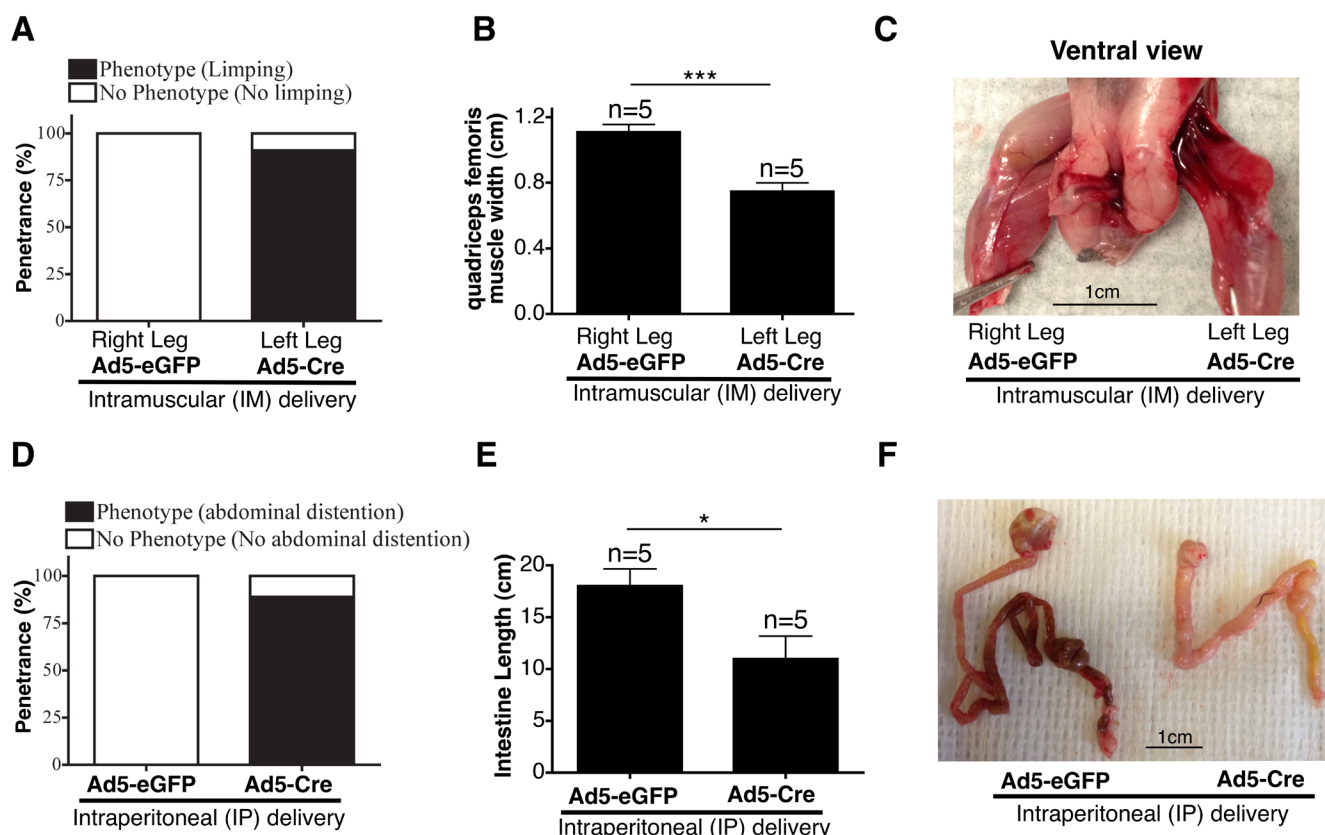 A
Phenotype (Limping)
No Phenotype (No limping)
Penetrance (%)
100
75
50
25
0
Right Leg
Ad5-eGFP
Left Leg
Ad5-Cre
Intramuscular (IM) delivery
B
***
n=5
n=5
quadriceps femoris
muscle width (cm)
1.2
0.8
0.4
0.0
Right Leg
Ad5-eGFP
Left Leg
Ad5-Cre
Intramuscular (IM) delivery
C
Ventral view
1cm
Right Leg
Ad5-eGFP
Left Leg
Ad5-Cre
Intramuscular (IM) delivery
D
Phenotype (abdominal distention)
No Phenotype (No abdominal distention)
Penetrance (%)
100
75
50
25
0
Ad5-eGFP
Ad5-Cre
Intraperitoneal (IP) delivery
E
*
n=5
n=5
Intestine Length (cm)
20
15
10
5
0
Ad5-eGFP
Ad5-Cre
Intraperitoneal (IP) delivery
F
1cm
Ad5-eGFP
Ad5-Cre
Intraperitoneal (IP) delivery